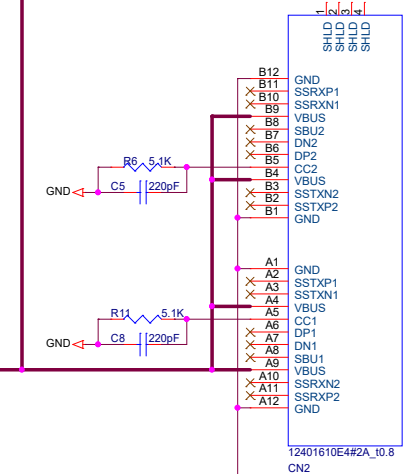 1 2 3 4
SHLD SHLD SHLD SHLD
B12 GND
B11 SSRXP1
B10 SSRXN1
B9 VBUS
B8 SBU2
B7 DN2
B6 DP2
R6 5.1K B5 CC2
B4 VBUS
GND C5 220pF B3 SSTXN2
B2 SSTXP2
B1 GND
A1 GND
A2 SSTXP1
A3 SSTXN1
A4 VBUS
R11 5.1K A5 CC1
A6 DP1
GND C8 220pF A7 DN1
A8 SBU1
A9 VBUS
A10 SSRXN2
A11 SSRXP2
A12 GND
12401610E4#2A_t0.8
CN2